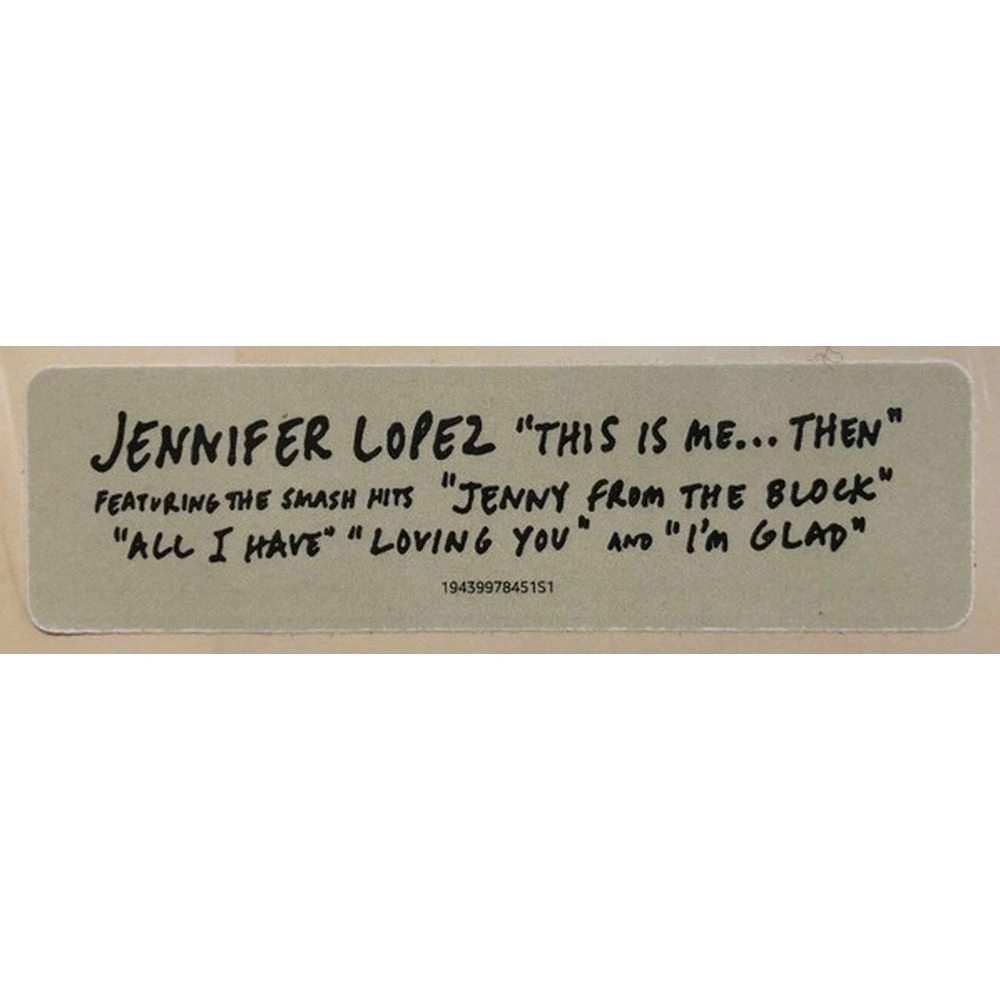 JENNIFER LOPEZ "THIS IS ME... THEN"
FEATURING THE SMASH HITS "JENNY FROM THE BLOCK"
"ALL I HAVE" "LOVING YOU" AND "I'M GLAD"
19439978451S1